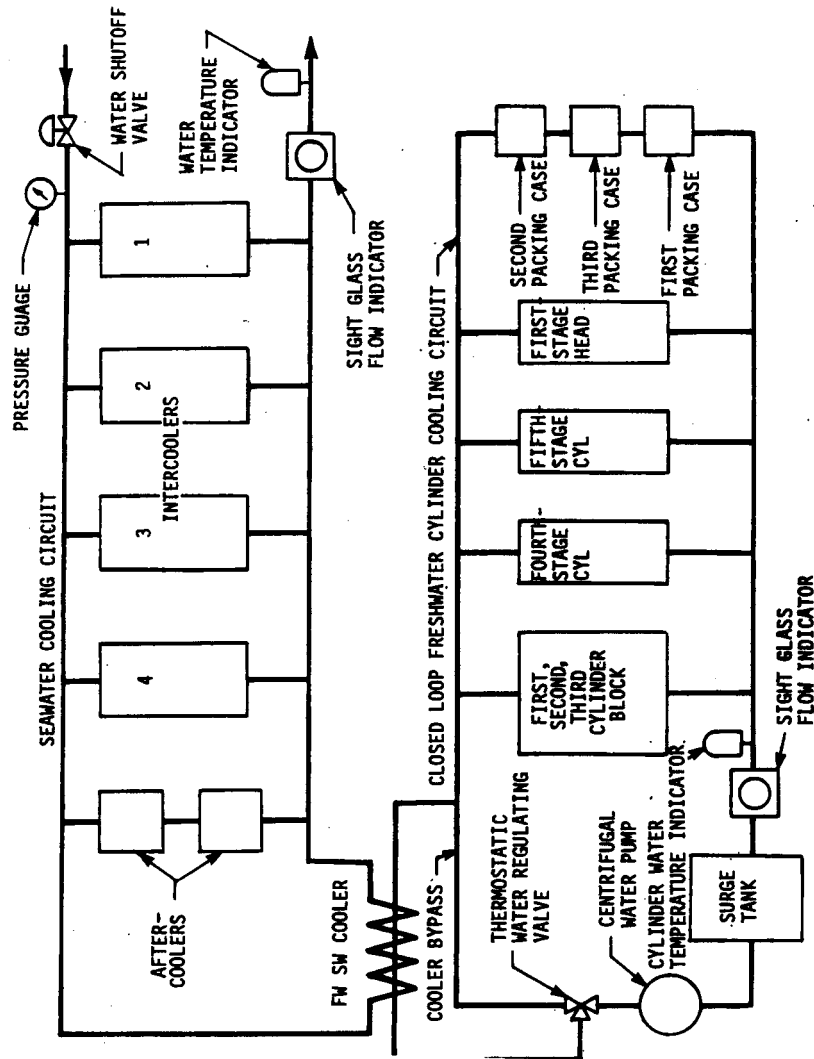 PRESSURE GUAGE
WATER SHUTOFF
VALVE
WATER
TEMPERATURE
INDICATOR
SEAWATER COOLING CIRCUIT
1
2
3
4
INTERCOOLERS
SIGHT GLASS
FLOW INDICATOR
AFTER-
COOLERS
FW SW COOLER
COOLER BYPASS
CLOSED LOOP FRESHWATER CYLINDER COOLING CIRCUIT
SECOND
PACKING CASE
THIRD
PACKING CASE
FIRST
PACKING CASE
FIRST-
STAGE
HEAD
FIFTH-
STAGE
CYL
FOURTH-
STAGE
CYL
FIRST,
SECOND,
THIRD
CYLINDER
BLOCK
THERMOSTATIC
WATER REGULATING
VALVE
CENTRIFUGAL
WATER PUMP
CYLINDER WATER
TEMPERATURE INDICATOR
SURGE
TANK
SIGHT GLASS
FLOW INDICATOR